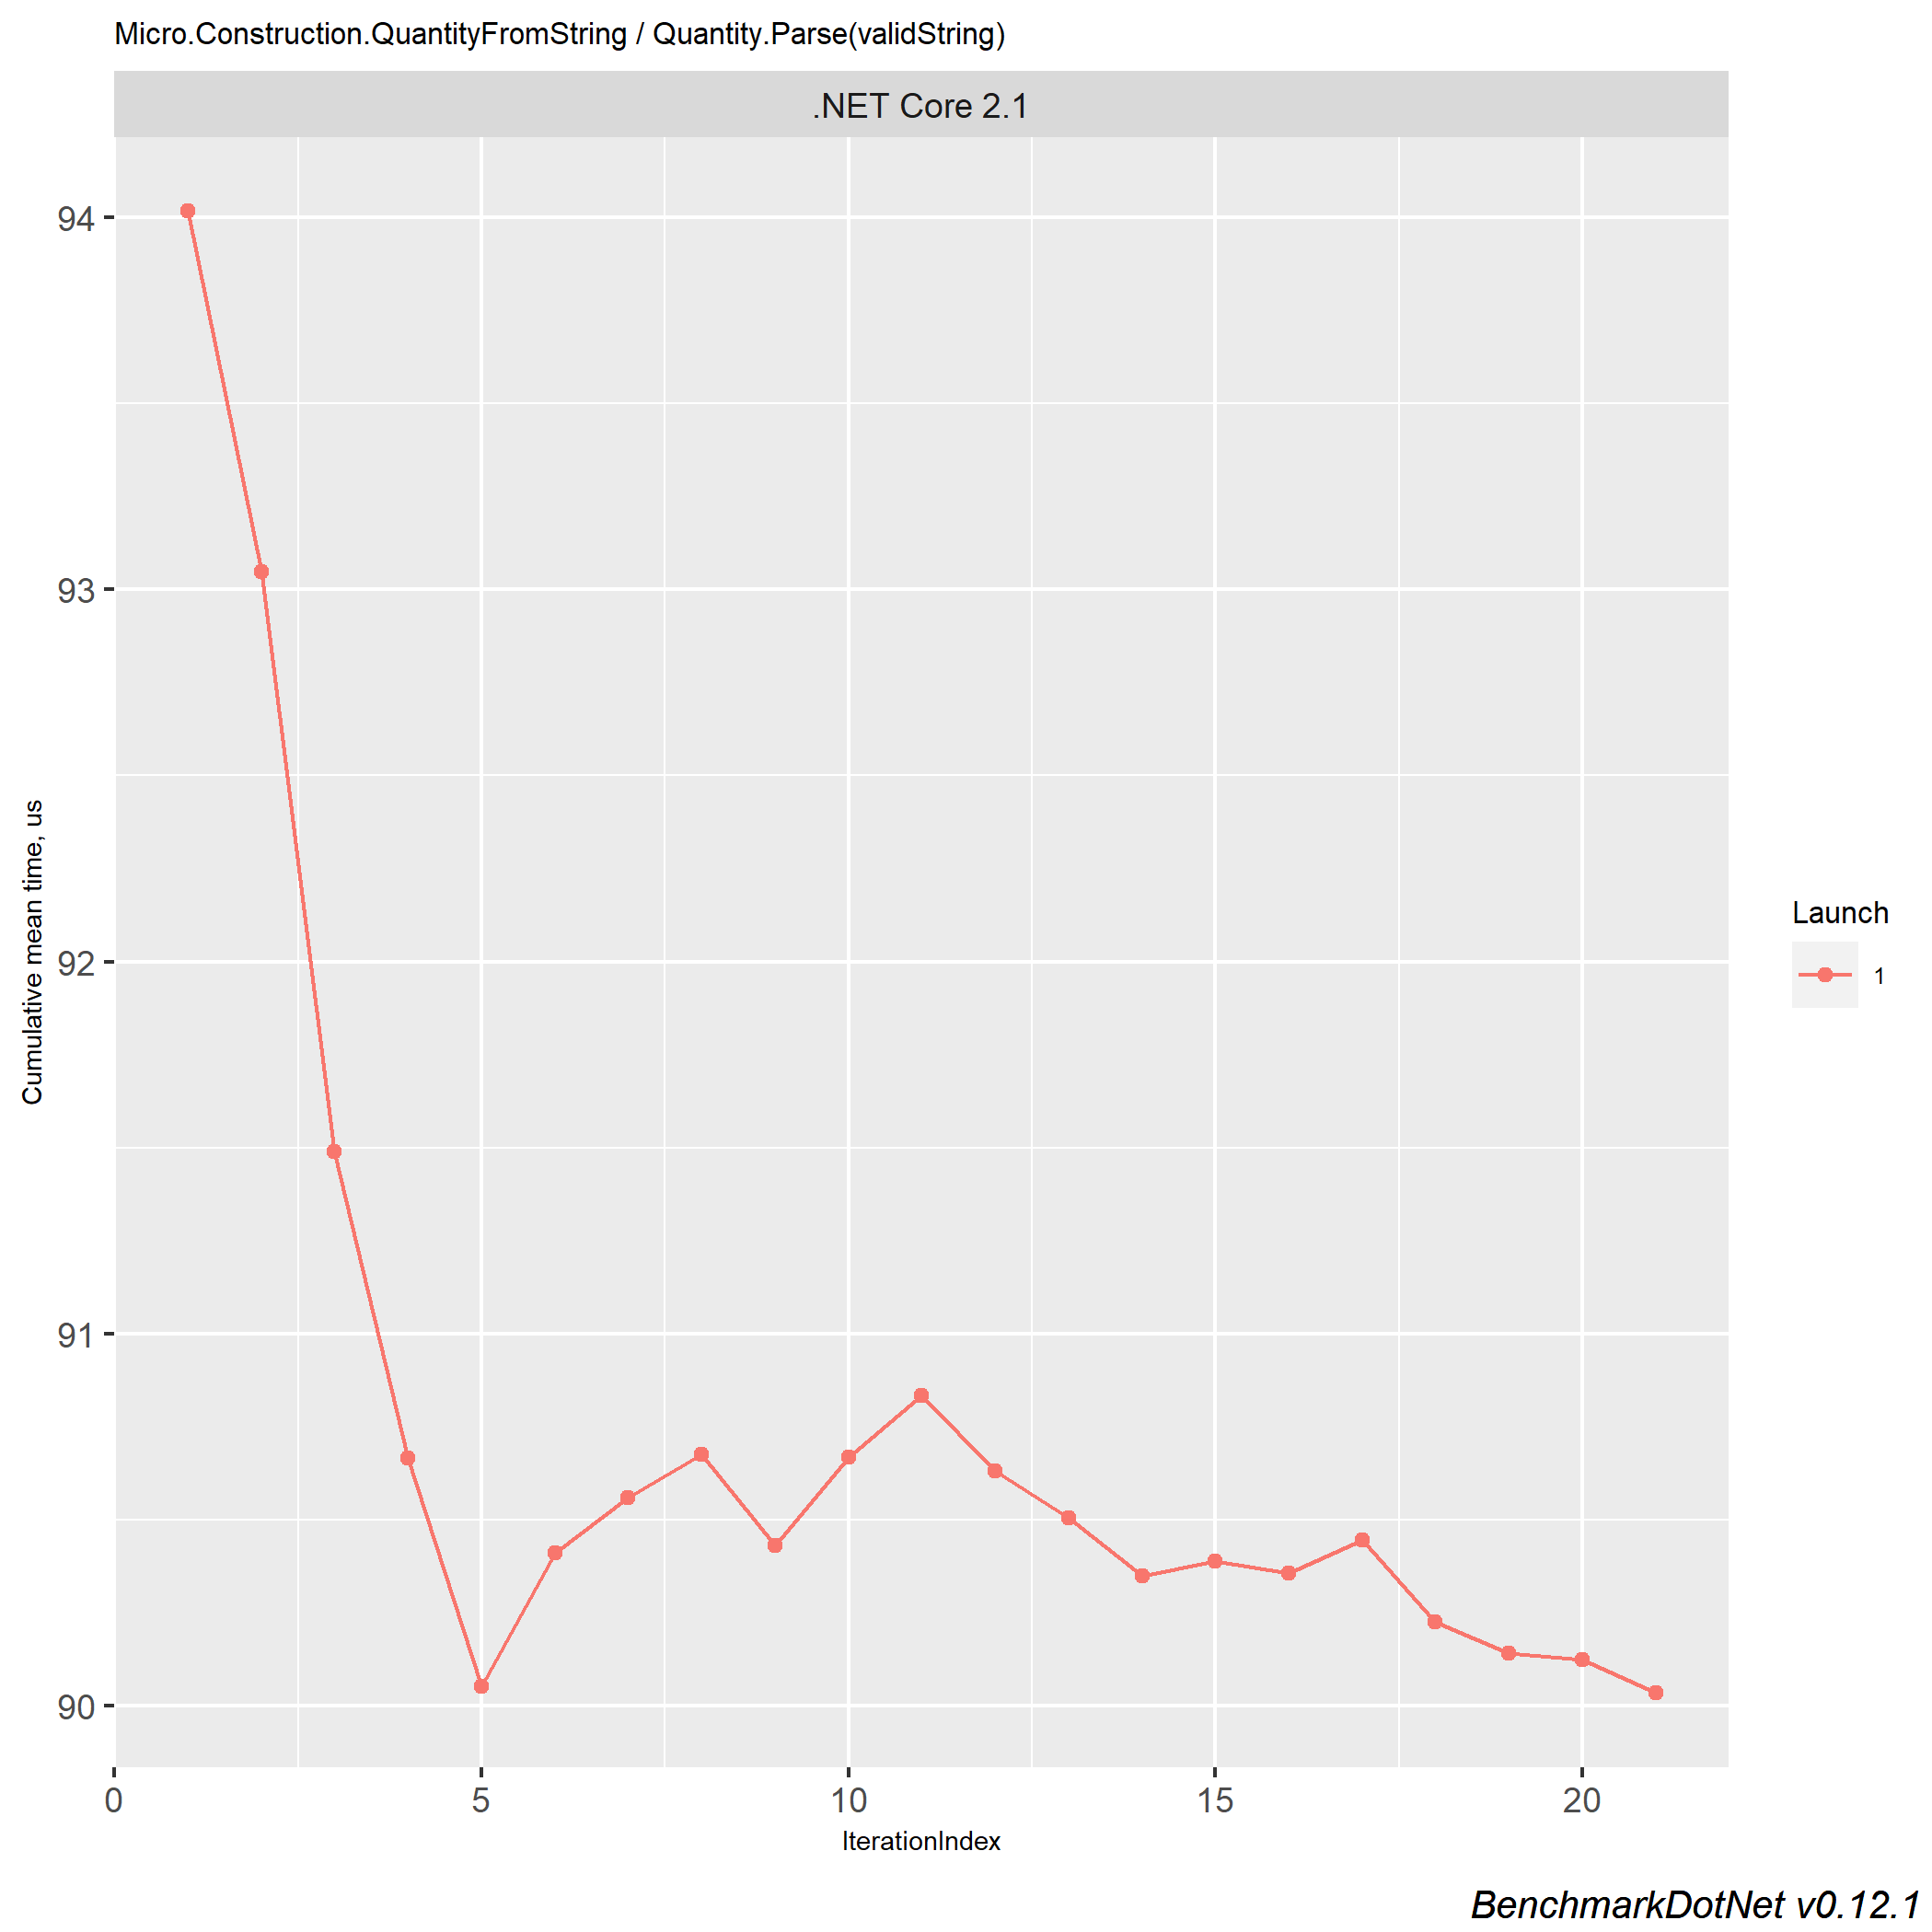 Micro.Construction.QuantityFromString / Quantity.Parse(validString)
.NET Core 2.1
94
93
92
91
90
Cumulative mean time, us
0 5 10 15 20
IterationIndex
Launch
1
BenchmarkDotNet v0.12.1